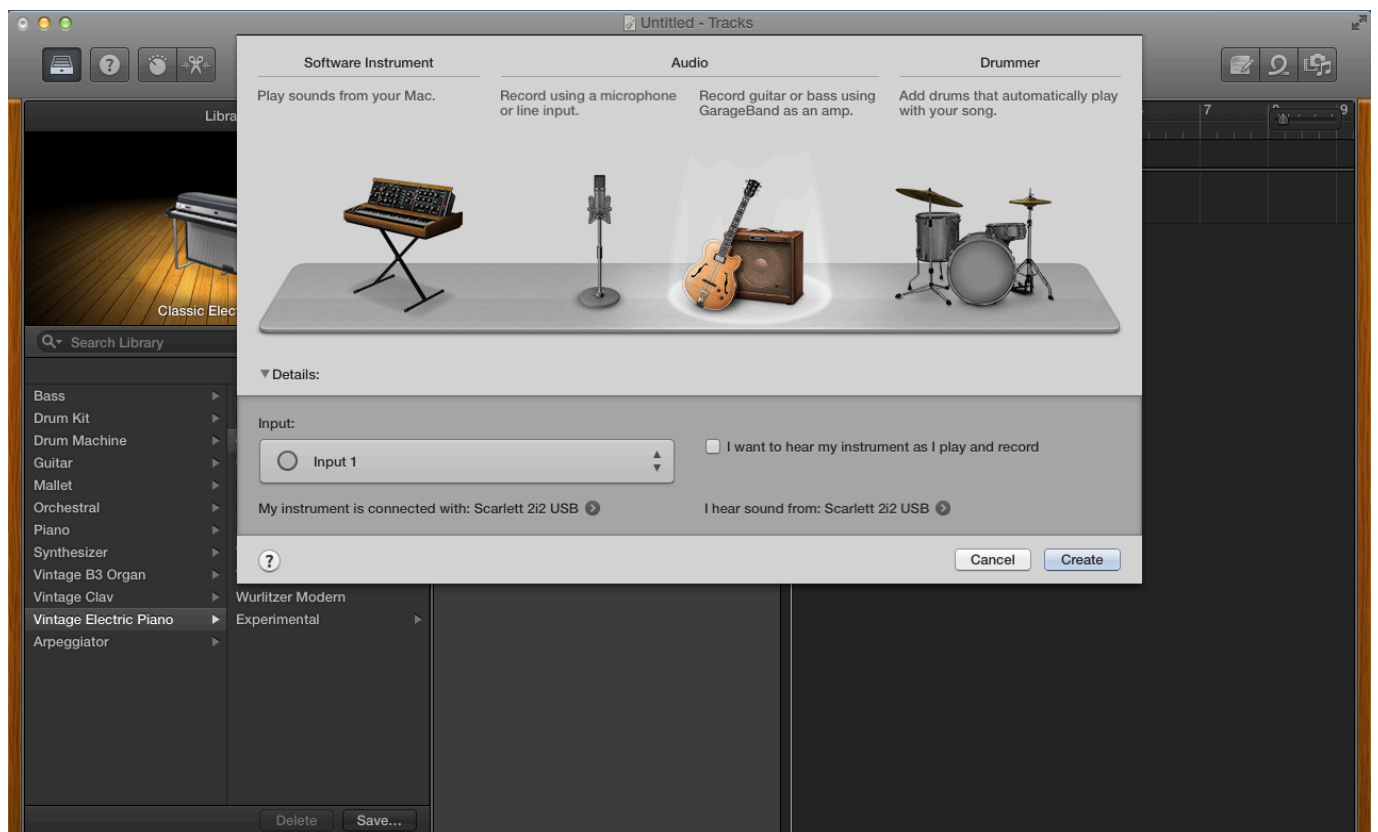 Untitled - Tracks
Software Instrument
Audio
Drummer
Play sounds from your Mac.
Record using a microphone
or line input.
Record guitar or bass using
GarageBand as an amp.
Add drums that automatically play
with your song.
7
9
Details:
Input:
Input 1
I want to hear my instrument as I play and record
My instrument is connected with: Scarlett 2i2 USB
I hear sound from: Scarlett 2i2 USB
?
Cancel
Create
?
Search Library
Bass
Drum Kit
Drum Machine
Guitar
Mallet
Orchestral
Piano
Synthesizer
Vintage B3 Organ
Vintage Clav
Vintage Electric Piano
Arpeggiator
Wurlitzer Modern
Experimental
Delete
Save...